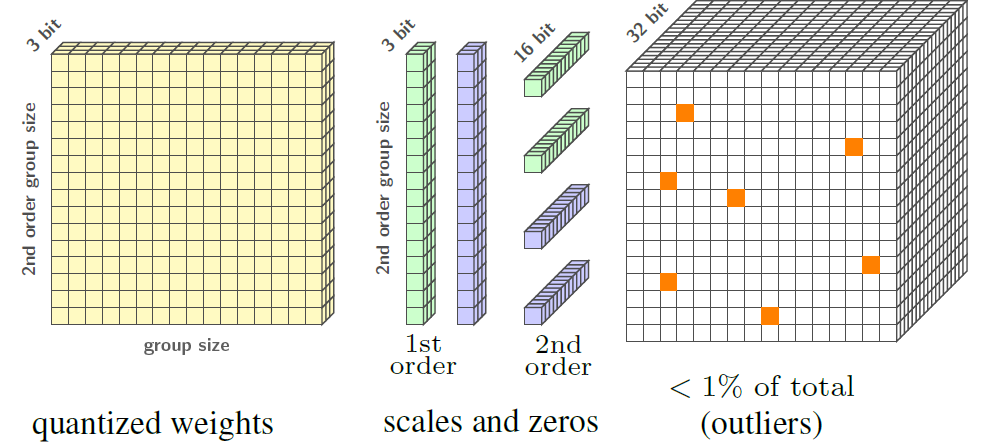 3 bit
2nd order group size
group size
quantized weights
3 bit
2nd order group size
16 bit
1st
order
2nd
order
scales and zeros
32 bit
< 1% of total
(outliers)